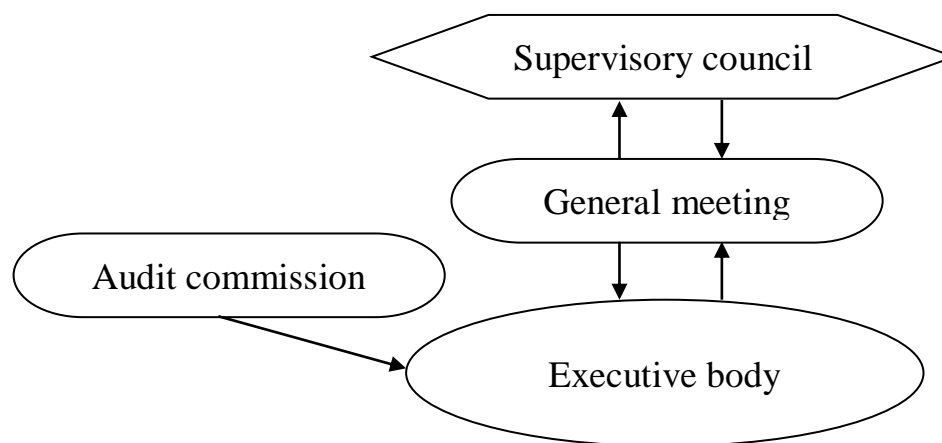 Supervisory council
General meeting
Audit commission
Executive body